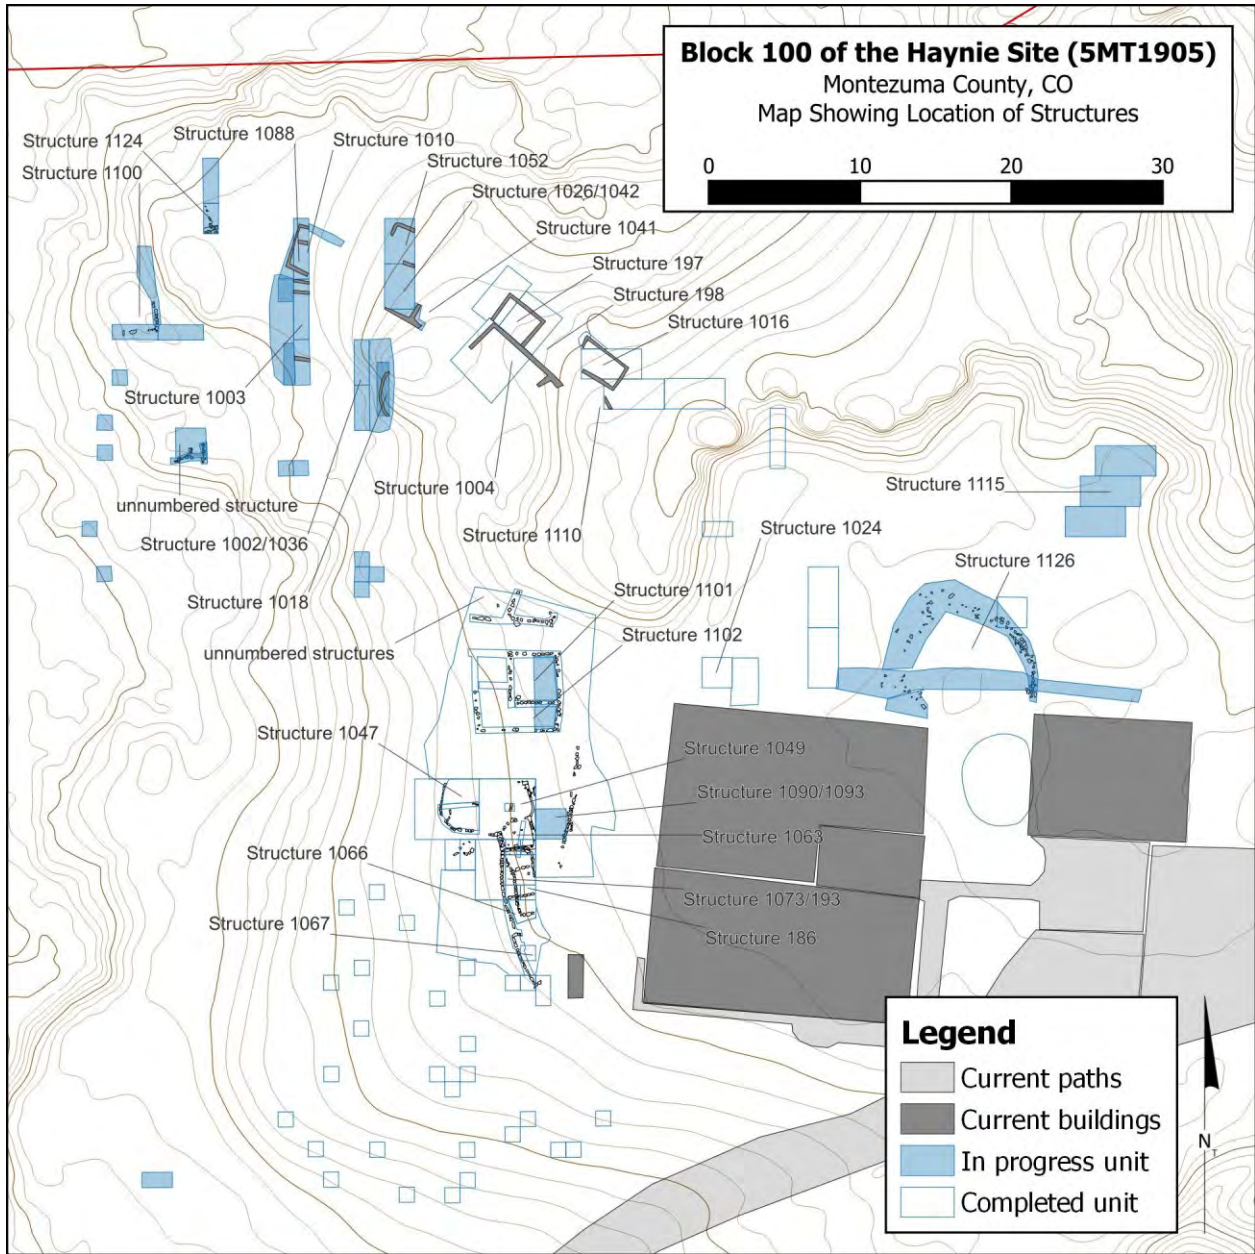 Block 100 of the Haynie Site (5MT1905)
Montezuma County, CO
Map Showing Location of Structures
0 10 20 30
Structure 1124
Structure 1088
Structure 1010
Structure 1100
Structure 1052
Structure 1026/1042
Structure 1041
Structure 197
Structure 198
Structure 1016
Structure 1003
unnumbered structure
Structure 1004
Structure 1115
Structure 1002/1036
Structure 1110
Structure 1024
Structure 1126
Structure 1018
Structure 1101
Structure 1102
unnumbered structures
Structure 1047
Structure 1049
Structure 1090/1093
Structure 1063
Structure 1066
Structure 1073/193
Structure 1067
Structure 186
Legend
Current paths
Current buildings
In progress unit
Completed unit
N
T